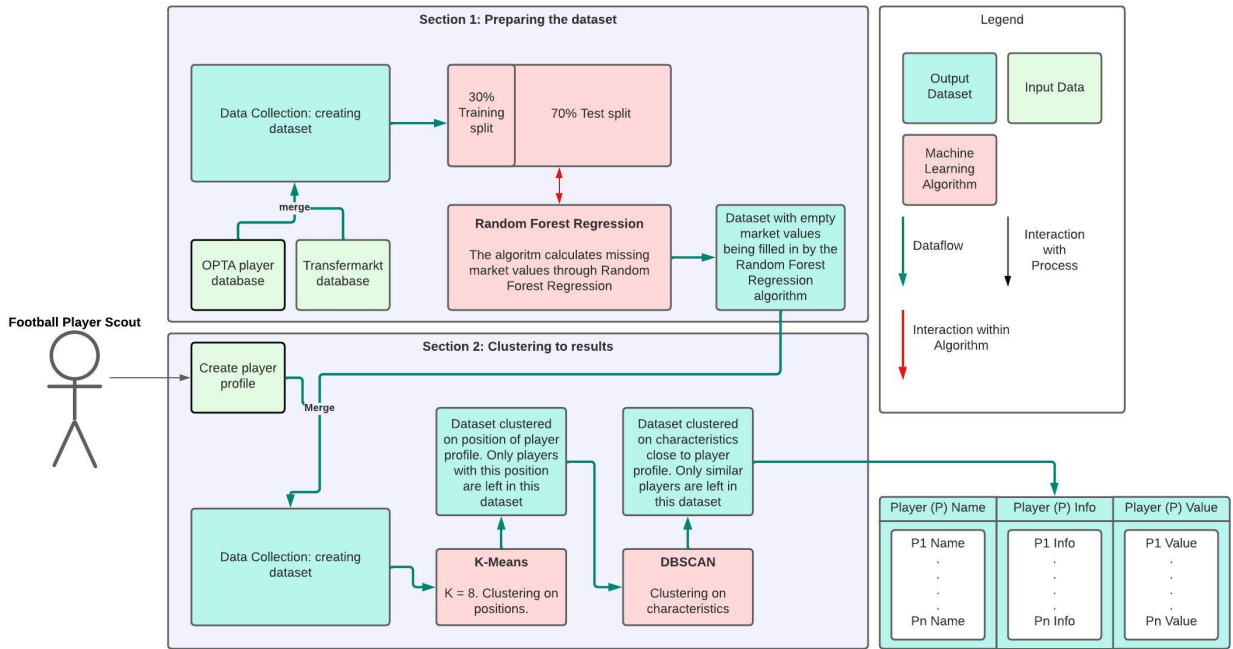 Section 1: Preparing the dataset
Data Collection: creating
dataset
30%
Training
split
70% Test split
merge
OPTA player
database
Transfermarkt
database
Random Forest Regression
The algoritm calculates missing
market values through Random
Forest Regression
Dataset with empty
market values
being filled in by the
Random Forest
Regression
algorithm
Legend
Output
Dataset
Input Data
Machine
Learning
Algorithm
Dataflow
Interaction
with
Process
Interaction within
Algorithm
Football Player Scout
Section 2: Clustering to results
Create player
profile
Merge
Data Collection: creating
dataset
Dataset clustered
on position of player
profile. Only players
with this position
are left in this
dataset
K-Means
K = 8. Clustering on
positions.
Dataset clustered
on characteristics
close to player
profile. Only similar
players are left in
this dataset
DBSCAN
Clustering on
characteristics
Player (P) Name
Player (P) Info
Player (P) Value
P1 Name
.
.
.
.
Pn Name
P1 Info
.
.
.
.
Pn Info
P1 Value
.
.
.
.
Pn Value